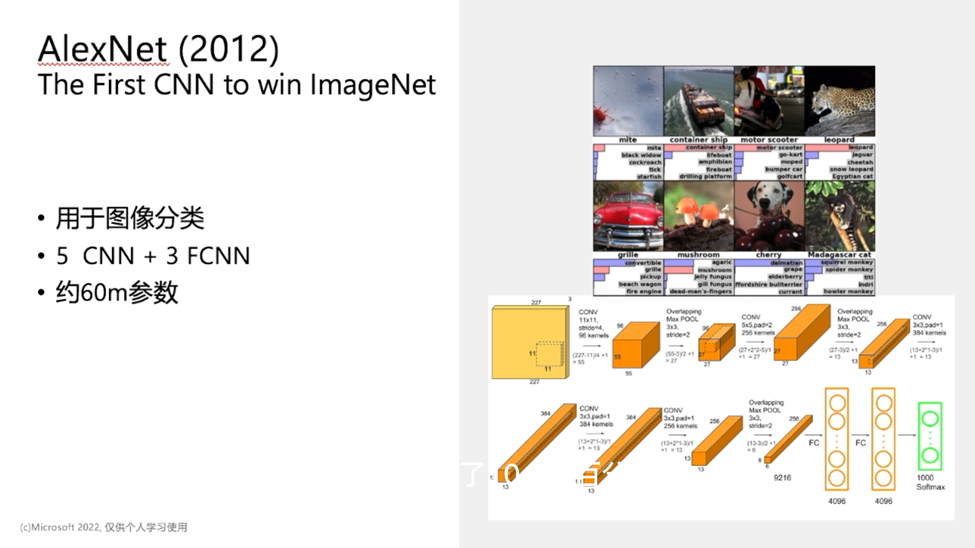 AlexNet (2012)
The First CNN to win ImageNet
• 用于图像分类
• 5 CNN + 3 FCNN
• 约60m参数
mite
container ship
motor scooter
leopard
mite
black widow
cockroach
tick
starfish
container ship
lifeboat
amphibian
fireboat
drilling platform
motor scooter
go-kart
moped
bumper car
golfcart
leopard
jaguar
cheetah
snow leopard
Egyptian cat
grille
mushroom
cherry
Madagascar cat
convertible
grille
pickup
beach wagon
fire engine
agaric
mushroom
jelly fungus
gill fungus
dead-man's-fingers
dalmatian
grape
elderberry
ffordshire bullterrier
currant
squirrel monkey
spider monkey
titi
indri
howler monkey
227
3
11
11
227
CONV
11x11,
stride=4,
96 kernels
(227-11)/4 +1
= 55
96
55
55
Overlapping
Max POOL
3x3,
stride=2
(55-3)/2 +1
= 27
96
27
27
CONV
5x5,pad=2
256 kernels
(27+2*2-5)/1
+1 = 27
256
27
27
Overlapping
Max POOL
3x3,
stride=2
(27-3)/2 +1
= 13
256
13
13
CONV
3x3,pad=1
384 kernels
(13+2*1-3)/1
+1 = 13
384
13
CONV
3x3,pad=1
384 kernels
(13+2*1-3)/1
+1 = 13
384
13
CONV
3x3,pad=1
256 kernels
(13+2*1-3)/1
+1 = 13
256
13
13
Overlapping
Max POOL
3x3,
stride=2
(13-3)/2 +1
= 6
256
6
6
9216
FC
4096
FC
4096
1000
Softmax
了
0
(c)Microsoft 2022, 仅供个人学习使用